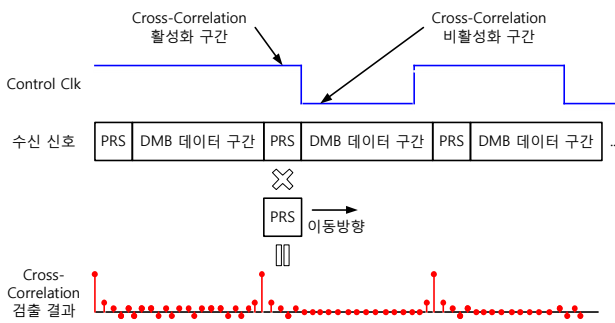 Cross-Correlation
활성화 구간
Cross-Correlation
비활성화 구간
Control Clk
수신 신호
PRS
DMB 데이터 구간
PRS
DMB 데이터 구간
PRS
DMB 데이터 구간
..
PRS
이동방향
Cross-
Correlation
검출 결과